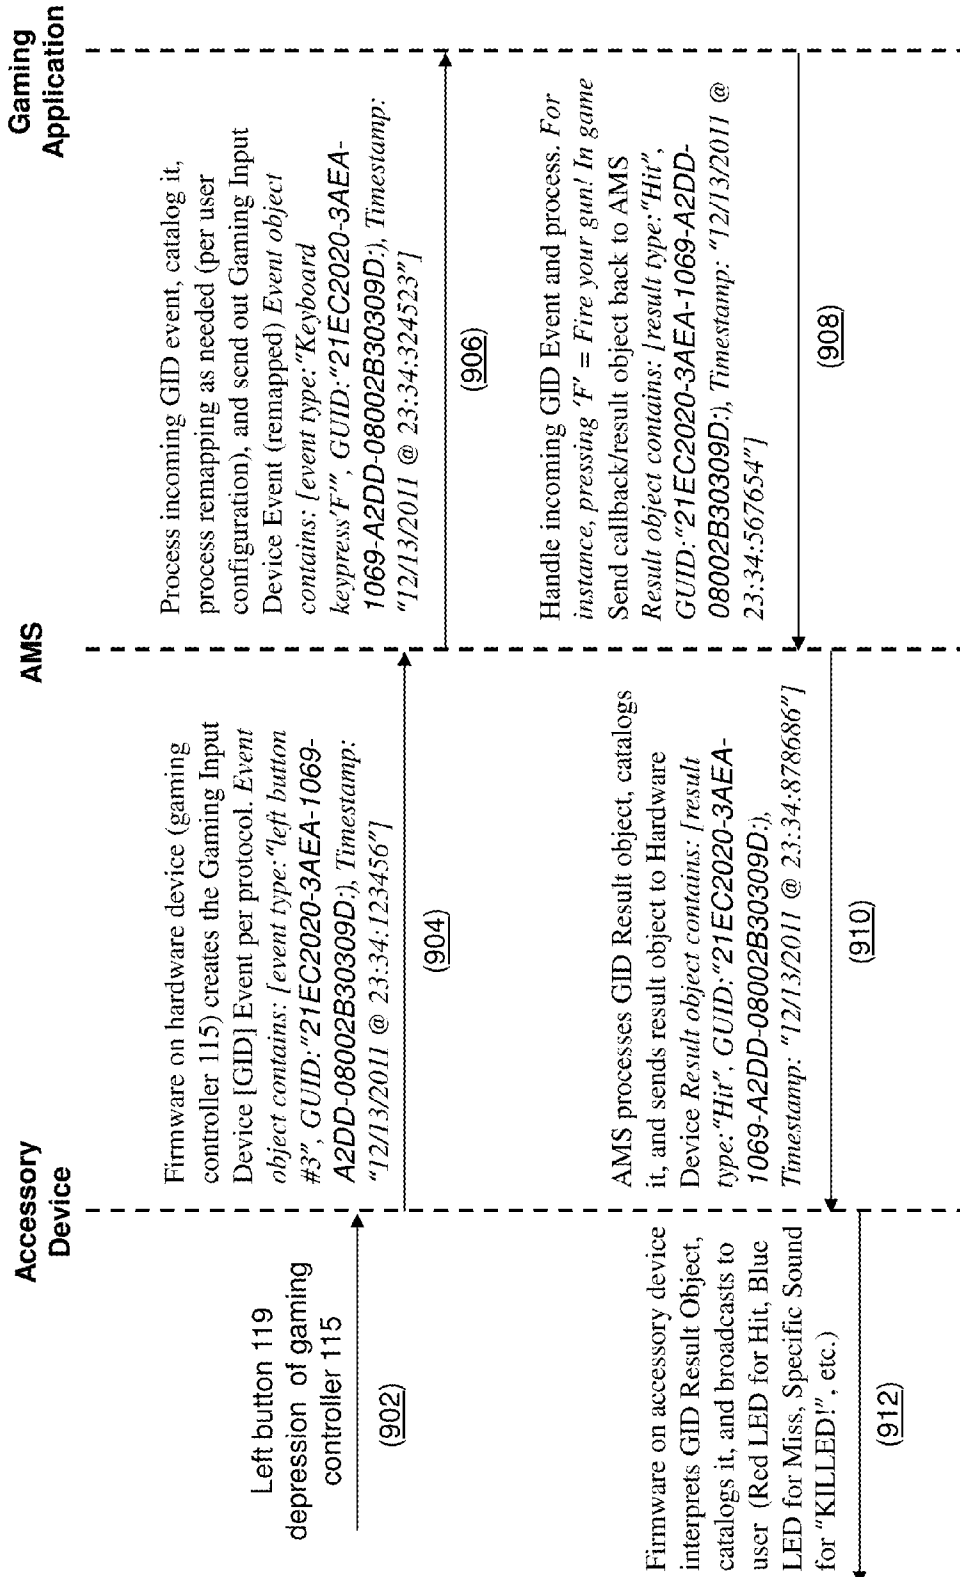 Accessory
Device
AMS
Gaming
Application
Left button 119
depression of gaming
controller 115
(902)
Firmware on hardware device (gaming
controller 115) creates the Gaming Input
Device [GID] Event per protocol. Event
object contains: [event type:"left button
#3", GUID:"21EC2020-3AEA-1069-
A2DD-08002B30309D:), Timestamp:
"12/13/2011 @ 23:34:123456"]
(904)
Process incoming GID event, catalog it,
process remapping as needed (per user
configuration), and send out Gaming Input
Device Event (remapped) Event object
contains: [event type:"Keyboard
keypress'F'", GUID:"21EC2020-3AEA-
1069-A2DD-08002B30309D:), Timestamp:
"12/13/2011 @ 23:34:324523"]
(906)
Handle incoming GID Event and process. For
instance, pressing 'F' = Fire your gun! In game
Send callback/result object back to AMS
Result object contains: [result type:"Hit",
GUID:"21EC2020-3AEA-1069-A2DD-
08002B30309D:), Timestamp: "12/13/2011 @
23:34:567654"]
(908)
AMS processes GID Result object, catalogs
it, and sends result object to Hardware
Device Result object contains: [result
type:"Hit", GUID:"21EC2020-3AEA-
1069-A2DD-08002B30309D:),
Timestamp: "12/13/2011 @ 23:34:878686"]
(910)
Firmware on accessory device
interprets GID Result Object,
catalogs it, and broadcasts to
user (Red LED for Hit, Blue
LED for Miss, Specific Sound
for "KILLED!", etc.)
(912)